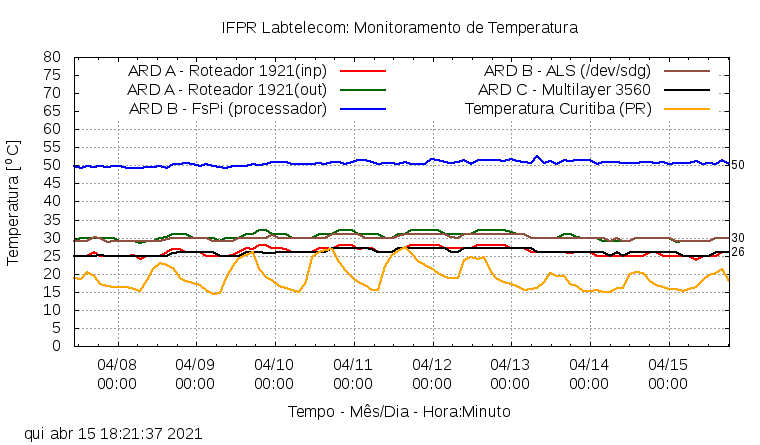 IFPR Labtelecom: Monitoramento de Temperatura
Temperatura [ºC]
80
75
70
65
60
55
50
45
40
35
30
25
20
15
10
5
0
ARD A - Roteador 1921(inp)
ARD A - Roteador 1921(out)
ARD B - FsPi (processador)
ARD B - ALS (/dev/sdg)
ARD C - Multilayer 3560
Temperatura Curitiba (PR)
50
30
26
04/08 04/09 04/10 04/11 04/12 04/13 04/14 04/15
00:00 00:00 00:00 00:00 00:00 00:00 00:00 00:00
Tempo - Mês/Dia - Hora:Minuto
qui abr 15 18:21:37 2021